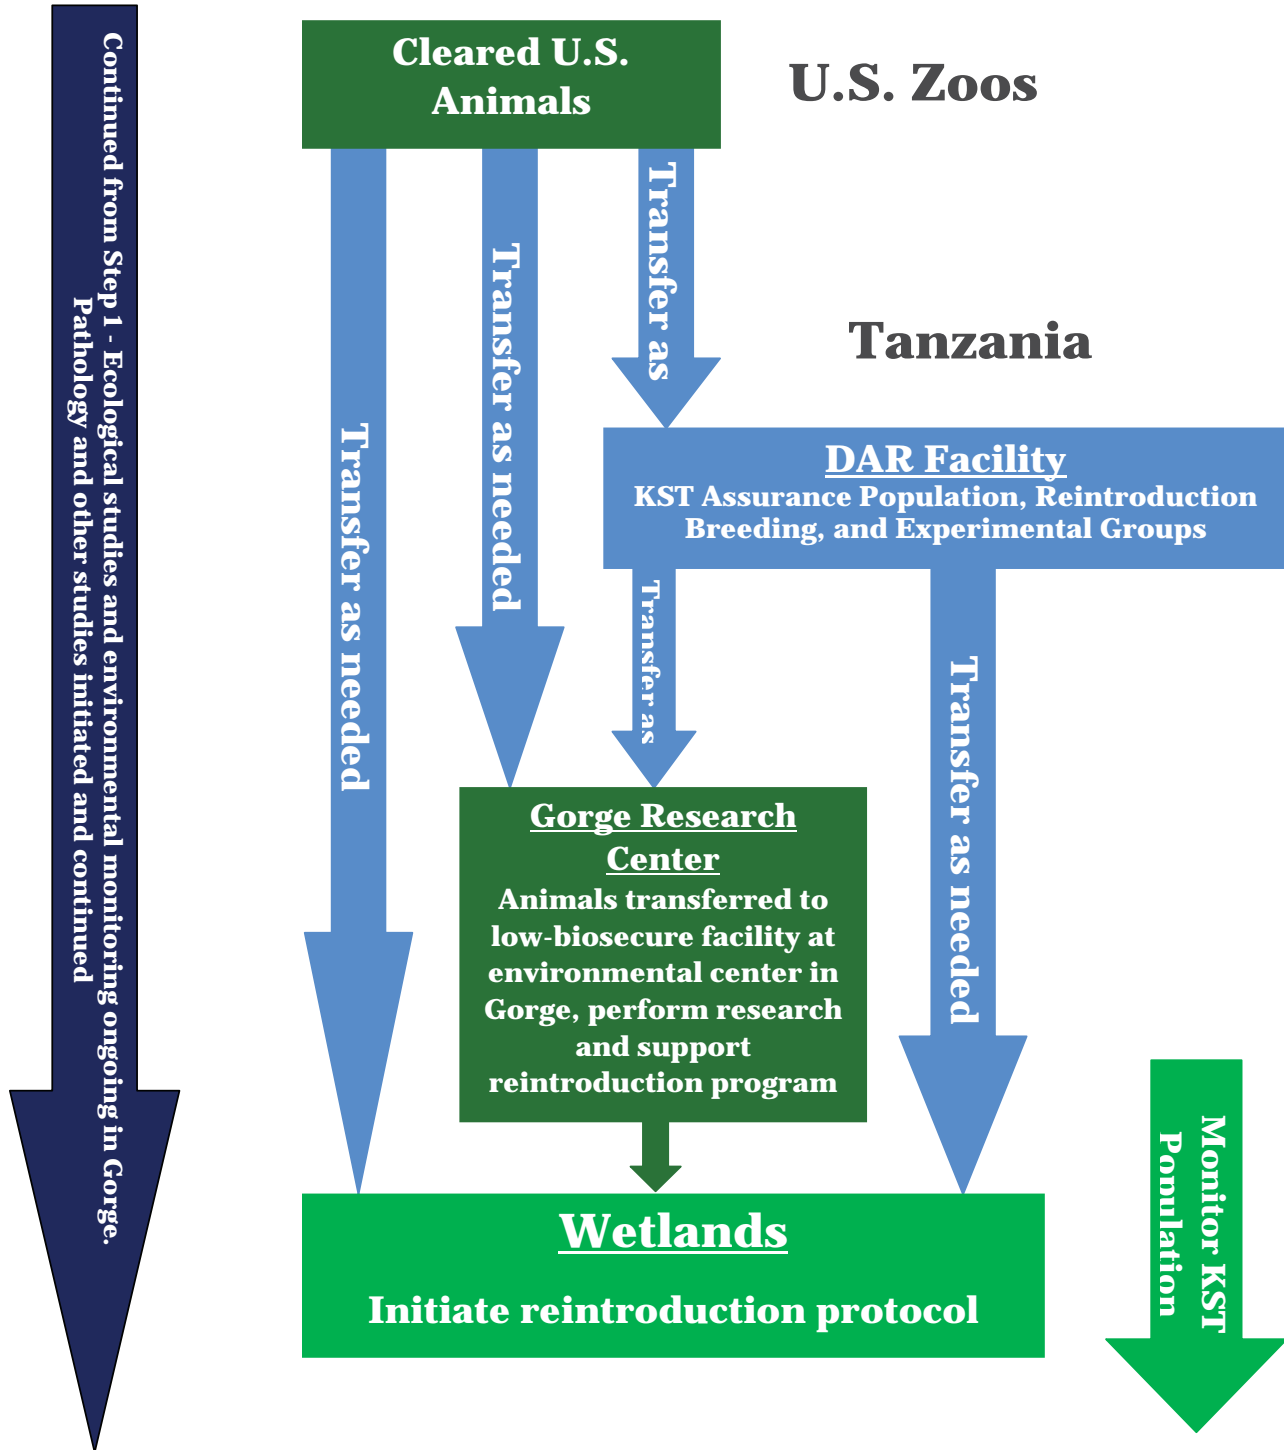 Continued from Step 1 - Ecological studies and environmental monitoring ongoing in Gorge.
Pathology and other studies initiated and continued
Cleared U.S.
Animals
U.S. Zoos
Transfer as needed
Transfer as needed
Transfer as
Tanzania
DAR Facility
KST Assurance Population, Reintroduction
Breeding, and Experimental Groups
Transfer as
Transfer as needed
Gorge Research
Center
Animals transferred to
low-biosecure facility at
environmental center in
Gorge, perform research
and support
reintroduction program
Wetlands
Initiate reintroduction protocol
Monitor KST
Population